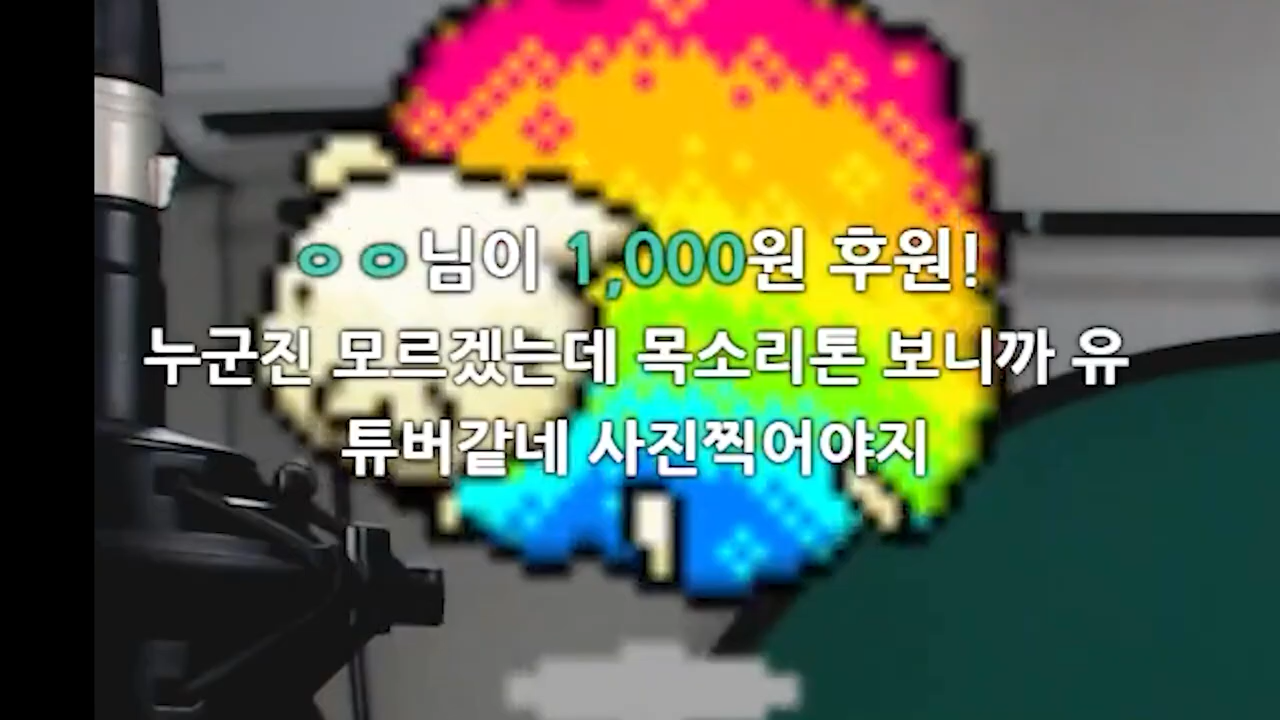 ㅇㅇ님이 1,000원 후원!
누군진 모르겠는데 목소리톤 보니까 유
튜버같네 사진찍어야지